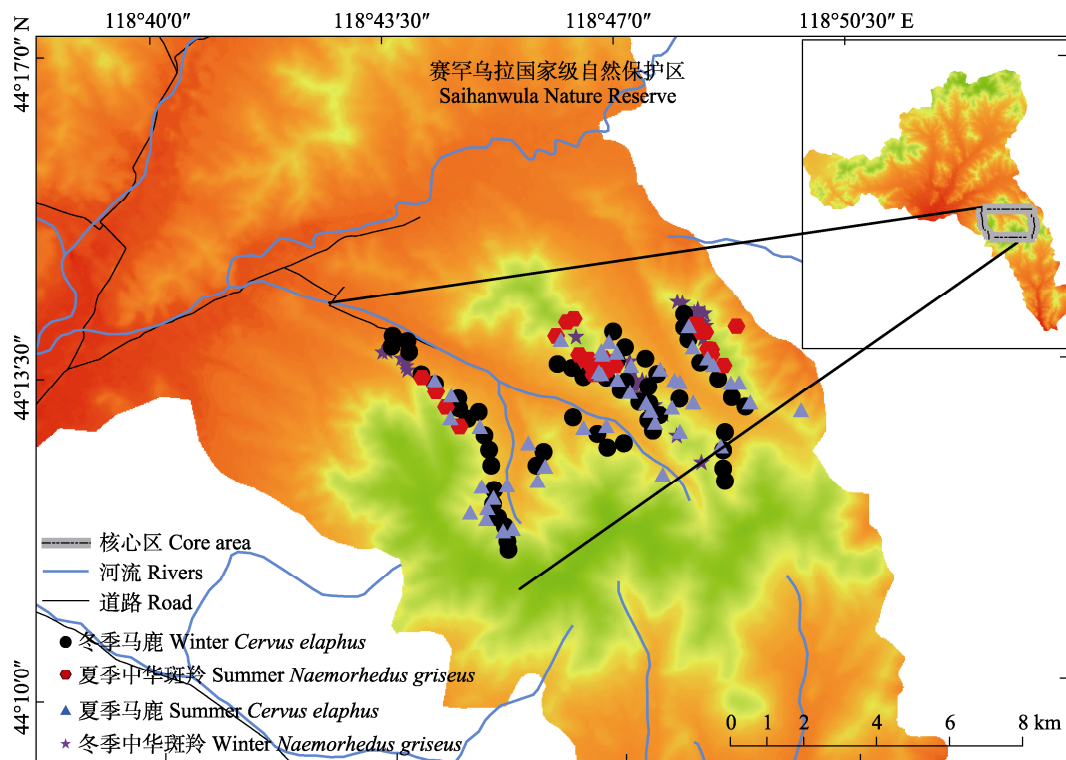 118°40′0″ 118°43′30″ 118°47′0″ 118°50′30″ E
44°17′0″ N
44°13′30″
44°10′0″
赛罕乌拉国家级自然保护区
Saihanwula Nature Reserve
核心区 Core area
河流 Rivers
道路 Road
冬季马鹿 Winter Cervus elaphus
夏季中华斑羚 Summer Naemorhedus griseus
夏季马鹿 Summer Cervus elaphus
冬季中华斑羚 Winter Naemorhedus griseus
0 1 2 4 6 8 km